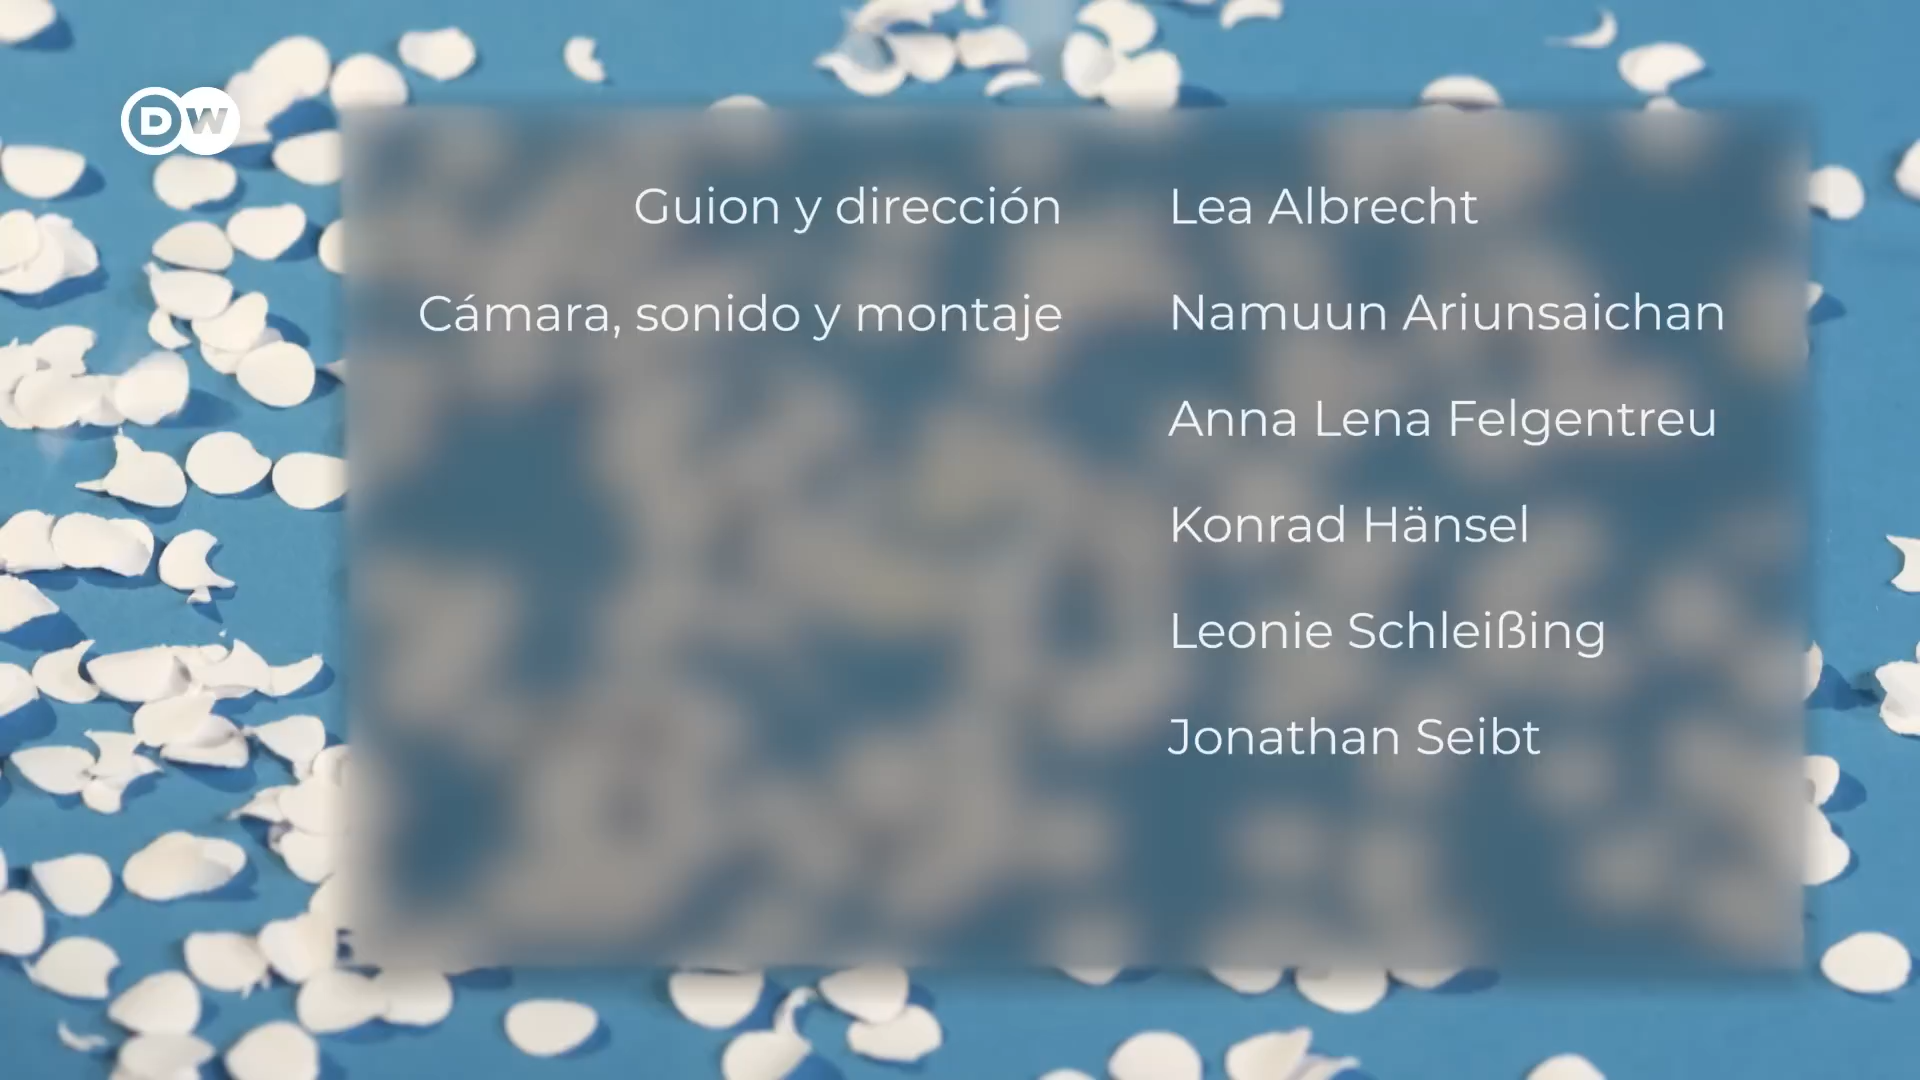 DW
Guion y dirección Lea Albrecht
Cámara, sonido y montaje Namuun Ariunsaichan
Anna Lena Felgentreu
Konrad Hänsel
Leonie Schleißing
Jonathan Seibt